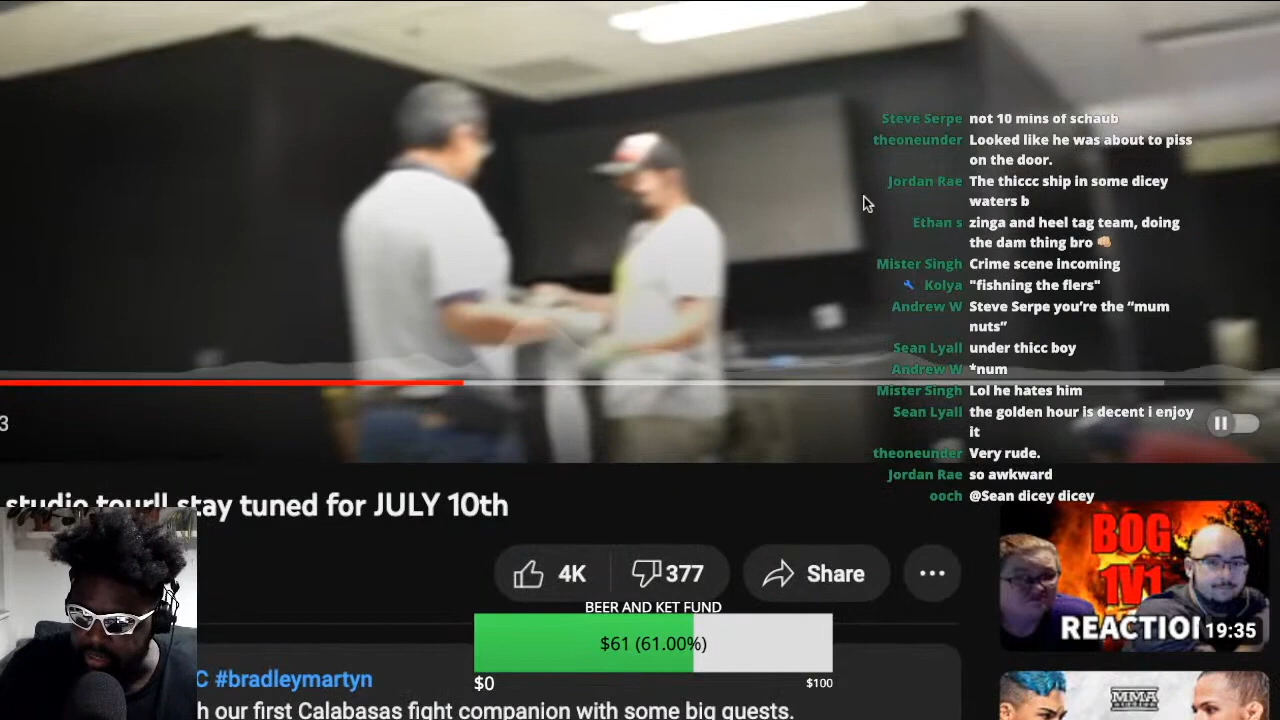 Steve Serpe not 10 mins of schaub
theoneunder Looked like he was about to piss
on the door.
Jordan Rae The thiccc ship in some dicey
waters b
Ethan s zinga and heel tag team, doing
the dam thing bro 👊🏼
Mister Singh Crime scene incoming
Kolya "fishning the flers"
Andrew W Steve Serpe you’re the “mum
nuts”
Sean Lyall under thicc boy
Andrew W *num
Mister Singh Lol he hates him
Sean Lyall the golden hour is decent i enjoy
it
theoneunder Very rude.
Jordan Rae so awkward
ooch @Sean dicey dicey
3
studio tour!! stay tuned for JULY 10th
4K
377
Share
BEER AND KET FUND
$61 (61.00%)
$0
$100
C #bradleymartyn
h our first Calabasas fight companion with some big guests.
BOG
1V1
REACTIO
19:35
MMA